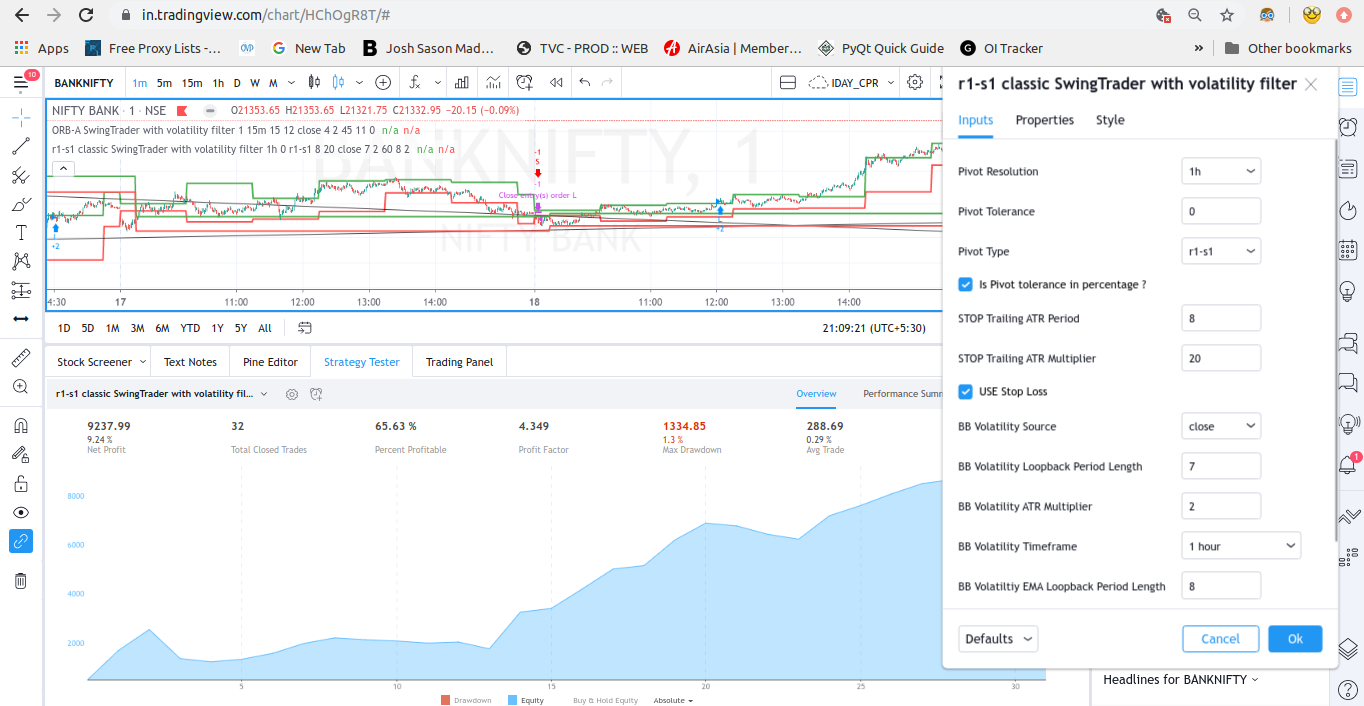 in.tradingview.com/chart/HChOgR8T/#
Apps Free Proxy Lists -... OVP New Tab B Josh Sason Mad... TVC - PROD :: WEB AirAsia | Member... PyQt Quick Guide G OI Tracker » Other bookmarks
10 BANKNIFTY 1m 5m 15m 1h D W M IDAY_CPR
r1-s1 classic SwingTrader with volatility filter
NIFTY BANK · 1 · NSE O21353.65 H21353.65 L21321.75 C21332.95 −20.15 (−0.09%)
ORB-A SwingTrader with volatility filter 1 15m 15 12 close 4 2 45 11 0 n/a n/a
r1-s1 classic SwingTrader with volatility filter 1h 0 r1-s1 8 20 close 7 2 60 8 2 n/a n/a
BANKNIFTY, 1
NIFTY BANK
-1
S
-1
Close entry(s) order L
L
+2
+2
4:30 17 11:00 12:00 13:00 14:00 18 11:00 12:00 13:00 14:00
1D 5D 1M 3M 6M YTD 1Y 5Y All 21:09:21 (UTC+5:30)
Stock Screener Text Notes Pine Editor Strategy Tester Trading Panel
r1-s1 classic SwingTrader with volatility fil... Overview Performance Summ
9237.99 32 65.63 % 4.349 1334.85 288.69
9.24 % 1.3 % 0.29 %
Net Profit Total Closed Trades Percent Profitable Profit Factor Max Drawdown Avg Trade
8000
6000
4000
2000
5 10 15 20 25 30
Drawdown Equity Buy & Hold Equity Absolute
Inputs Properties Style
Pivot Resolution 1h
Pivot Tolerance 0
Pivot Type r1-s1
Is Pivot tolerance in percentage ?
STOP Trailing ATR Period 8
STOP Trailing ATR Multiplier 20
USE Stop Loss
BB Volatility Source close
BB Volatility Loopback Period Length 7
BB Volatility ATR Multiplier 2
BB Volatility Timeframe 1 hour
BB Volatiltiy EMA Loopback Period Length 8
Defaults Cancel Ok
1
Headlines for BANKNIFTY